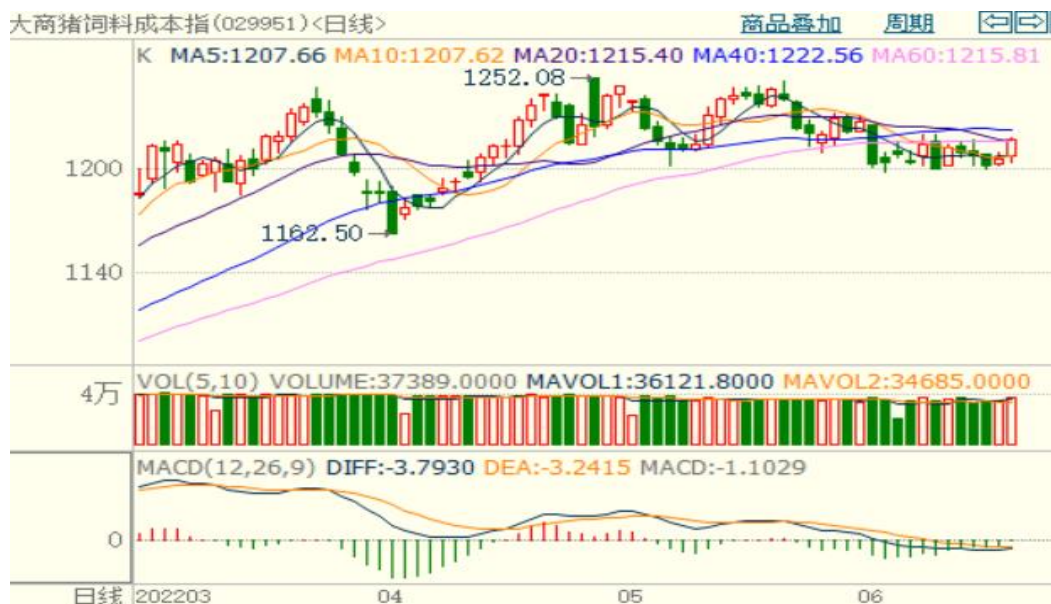 大商猪饲料成本指(029951)<日线> 商品叠加 周期
K MA5:1207.66 MA10:1207.62 MA20:1215.40 MA40:1222.56 MA60:1215.81
1252.08
1200
1162.50
1140
VOL(5,10) VOLUME:37389.0000 MAVOL1:36121.8000 MAVOL2:34685.0000
4万
MACD(12,26,9) DIFF:-3.7930 DEA:-3.2415 MACD:-1.1029
0
日线 202203 04 05 06